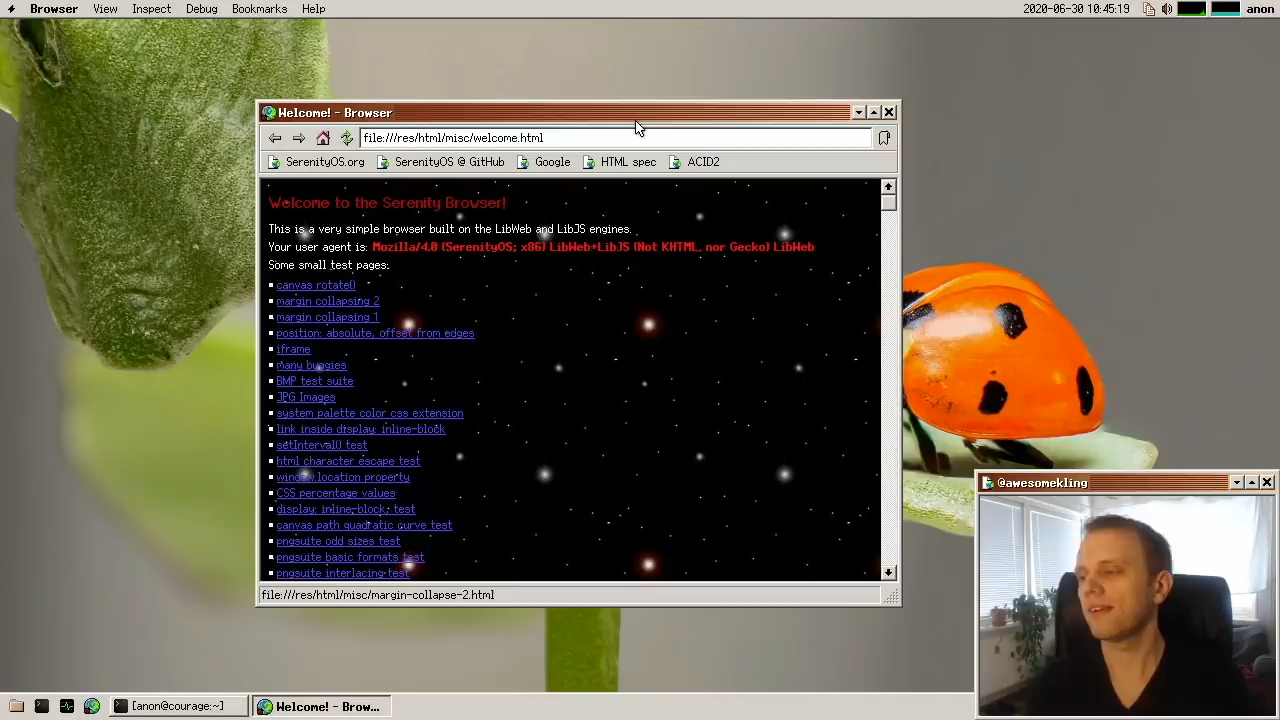 Browser View Inspect Debug Bookmarks Help 2020-06-30 10:45:19 anon
Welcome! - Browser
file:///res/html/misc/welcome.html
SerenityOS.org SerenityOS @ GitHub Google HTML spec ACID2
Welcome to the Serenity Browser!
This is a very simple browser built on the LibWeb and LibJS engines.
Your user agent is: Mozilla/4.0 (SerenityOS; x86) LibWeb+LibJS (Not KHTML, nor Gecko) LibWeb
Some small test pages:
canvas rotate()
margin collapsing 2
margin collapsing 1
position: absolute, offset from edges
iframe
Many buggies
BMP test suite
JPG Images
system palette color css extension
link inside display: inline-block
setInterval() test
html character escape test
window.location property
CSS percentage values
display: inline-block; test
canvas path quadratic curve test
pngsuite odd sizes test
pngsuite basic formats test
pngsuite interlacing test
file:///res/html/misc/margin-collapse-2.html
@awesomekling
[anon@courage:~]
Welcome! - Brow...